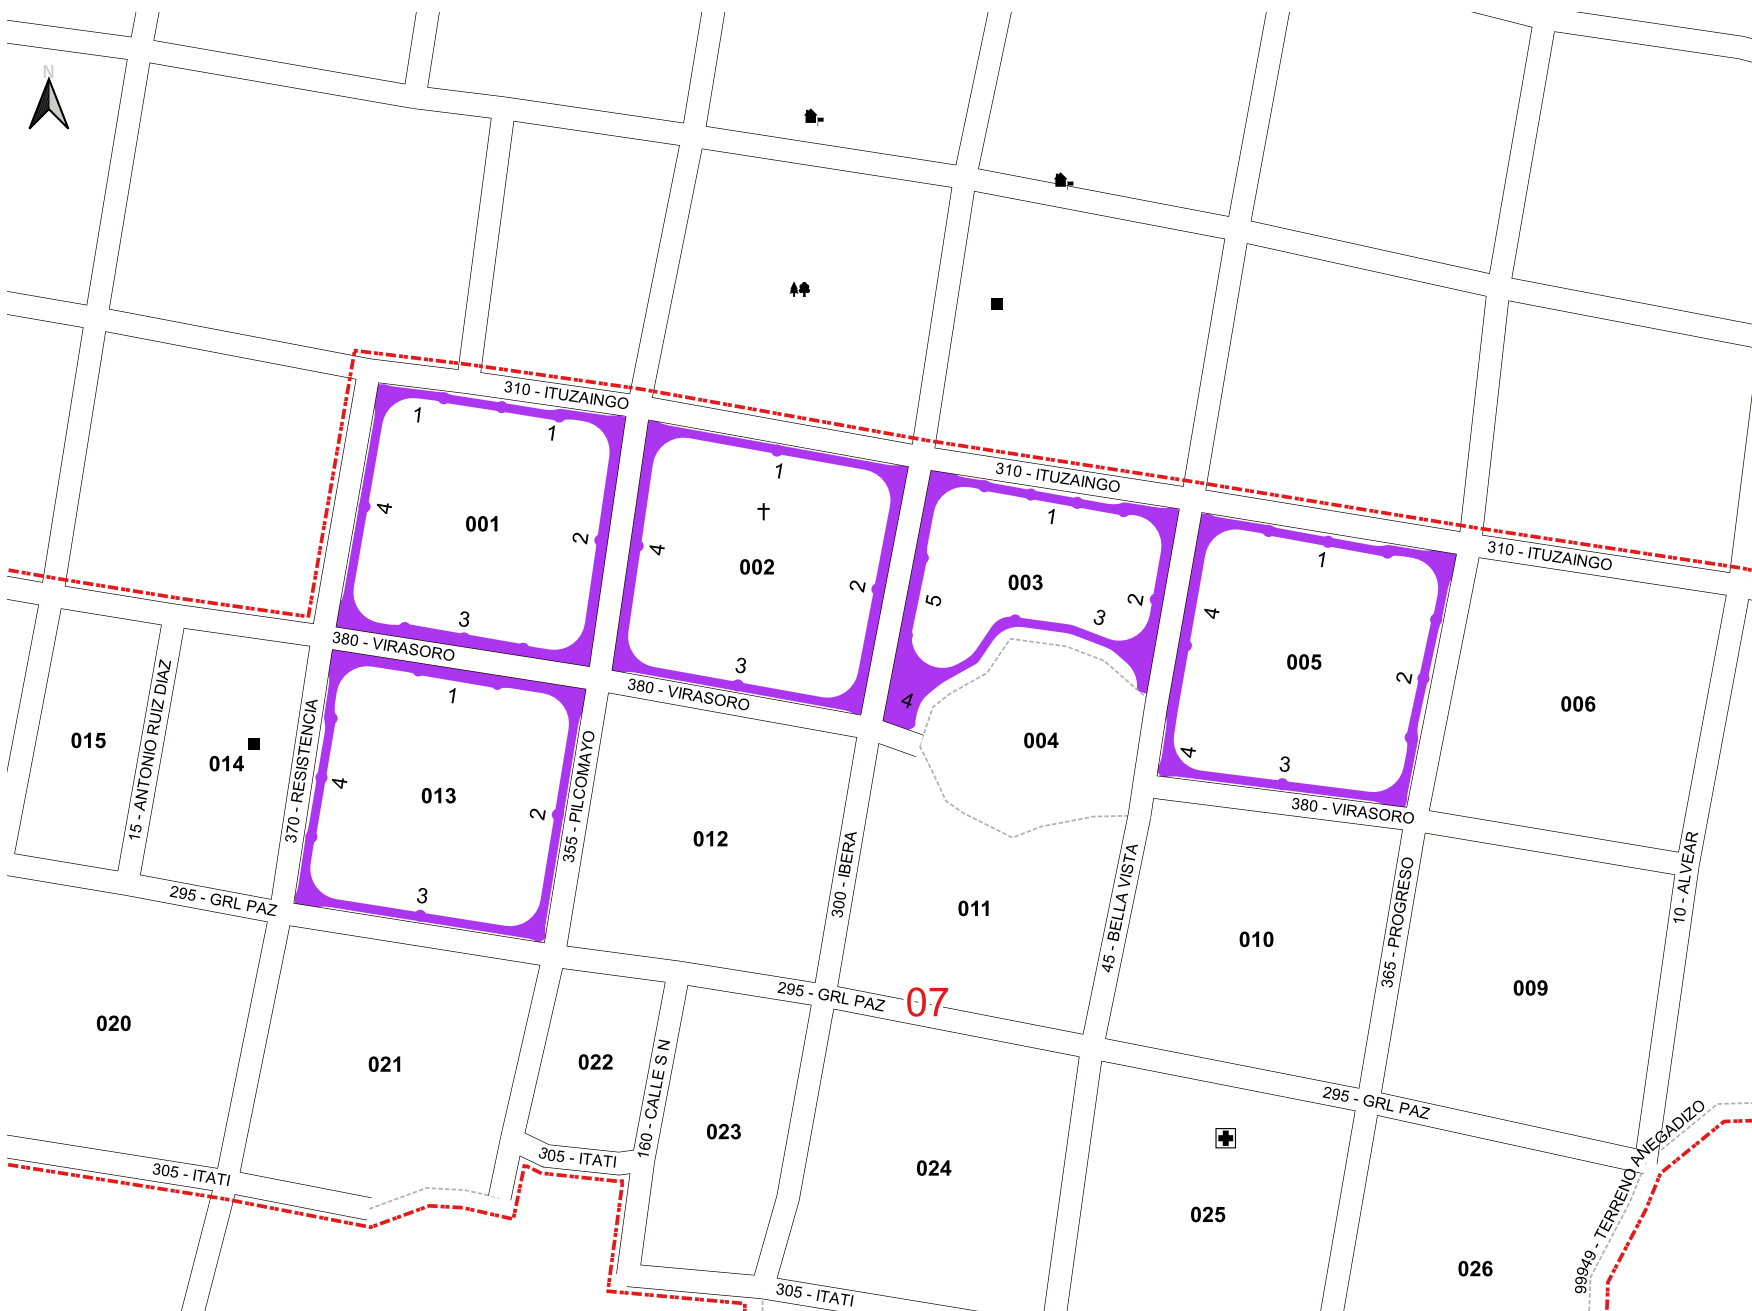 N
310 - ITUZAINGO
1
1
310 - ITUZAINGO
1
1
4
001
2
4
002
2
1
310 - ITUZAINGO
003
5
3
2
4
4
005
2
006
380 - VIRASORO
3
3
380 - VIRASORO
4
004
4
3
380 - VIRASORO
015
15 - ANTONIO RUIZ DIAZ
014
370 - RESISTENCIA
1
4
013
2
3
355 - PILCOMAYO
012
300 - IBERA
011
45 - BELLA VISTA
010
365 - PROGRESO
009
10 - ALVEAR
295 - GRL PAZ
295 - GRL PAZ
07
295 - GRL PAZ
020
021
022
160 - CALLE S N
023
024
025
026
305 - ITATI
305 - ITATI
305 - ITATI
99949 - TERRENO ANEGADIZO